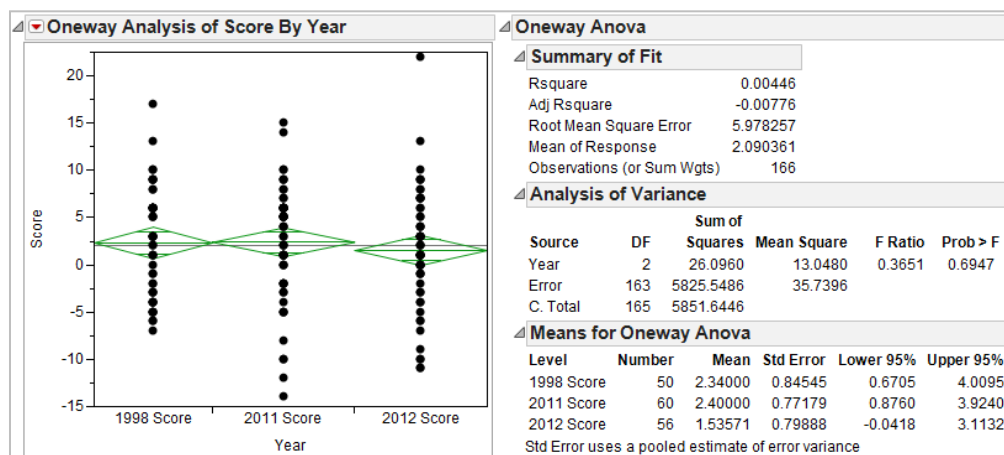 Oneway Analysis of Score By Year
20
15
10
5
0
-5
-10
-15
Score
1998 Score 2011 Score 2012 Score
Year
Oneway Anova
Summary of Fit
Rsquare 0.00446
Adj Rsquare -0.00776
Root Mean Square Error 5.978257
Mean of Response 2.090361
Observations (or Sum Wgts) 166
Analysis of Variance
Sum of
Source DF Squares Mean Square F Ratio Prob > F
Year 2 26.0960 13.0480 0.3651 0.6947
Error 163 5825.5486 35.7396
C. Total 165 5851.6446
Means for Oneway Anova
Level Number Mean Std Error Lower 95% Upper 95%
1998 Score 50 2.34000 0.84545 0.6705 4.0095
2011 Score 60 2.40000 0.77179 0.8760 3.9240
2012 Score 56 1.53571 0.79888 -0.0418 3.1132
Std Error uses a pooled estimate of error variance